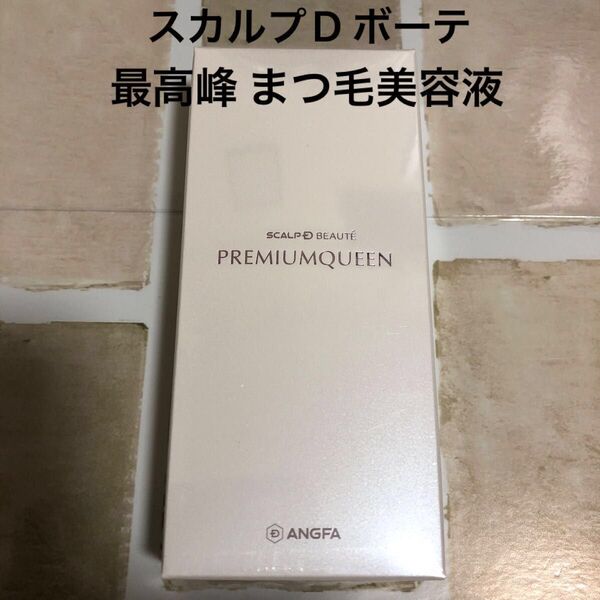 スカルプD ボーテ
最高峰 まつ毛美容液
SCALP-D BEAUTÉ
PREMIUMQUEEN
D ANGFA